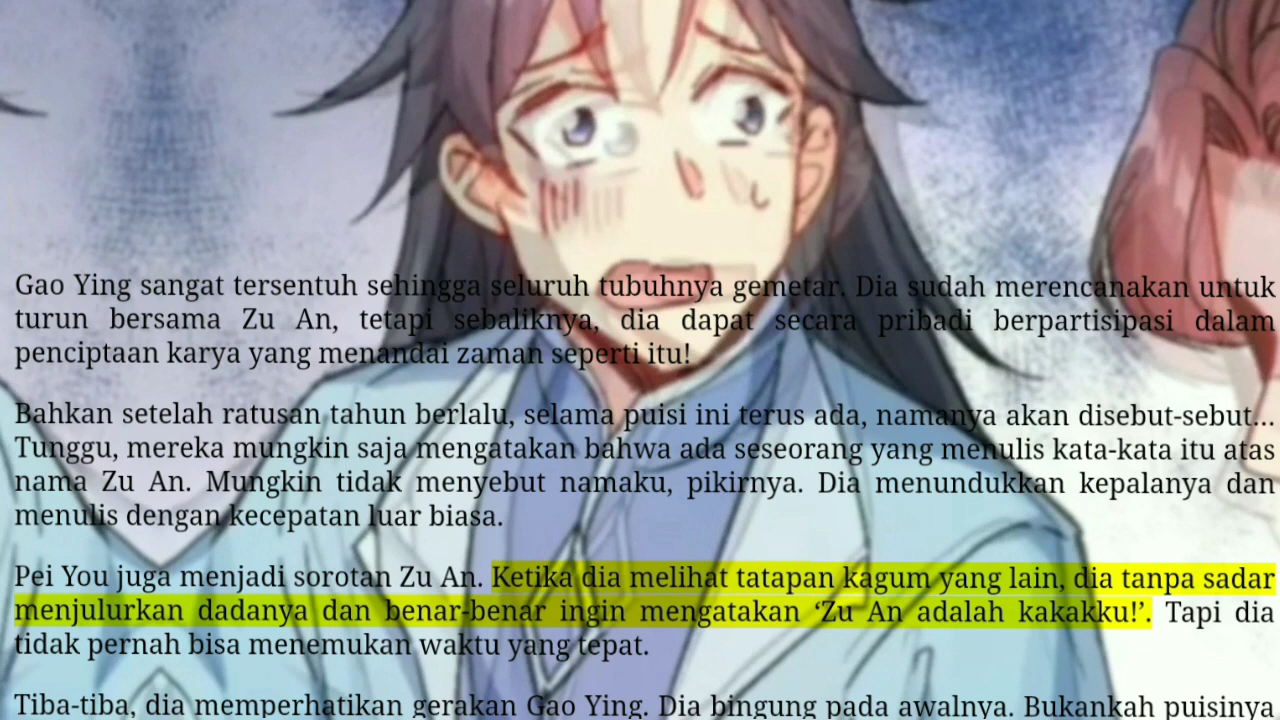 Gao Ying sangat tersentuh sehingga seluruh tubuhnya gemetar. Dia sudah merencanakan untuk
turun bersama Zu An, tetapi sebaliknya, dia dapat secara pribadi berpartisipasi dalam
penciptaan karya yang menandai zaman seperti itu!
Bahkan setelah ratusan tahun berlalu, selama puisi ini terus ada, namanya akan disebut-sebut...
Tunggu, mereka mungkin saja mengatakan bahwa ada seseorang yang menulis kata-kata itu atas
nama Zu An. Mungkin tidak menyebut namaku, pikirnya. Dia menundukkan kepalanya dan
menulis dengan kecepatan luar biasa.
Pei You juga menjadi sorotan Zu An. Ketika dia melihat tatapan kagum yang lain, dia tanpa sadar
menjulurkan dadanya dan benar-benar ingin mengatakan ‘Zu An adalah kakakku!’. Tapi dia
tidak pernah bisa menemukan waktu yang tepat.
Tiba-tiba, dia memperhatikan gerakan Gao Ying. Dia bingung pada awalnya. Bukankah puisinya